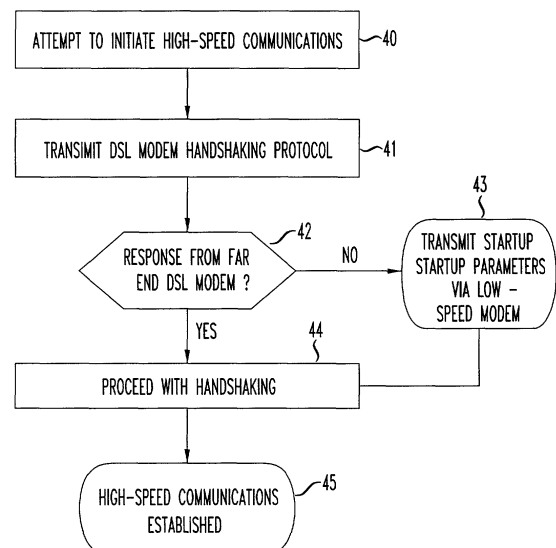 ATTEMPT TO INITIATE HIGH-SPEED COMMUNICATIONS
40
TRANSIMIT DSL MODEM HANDSHAKING PROTOCOL
41
42
RESPONSE FROM FAR
END DSL MODEM ?
NO
43
TRANSMIT STARTUP
STARTUP PARAMETERS
VIA LOW -
SPEED MODEM
YES
44
PROCEED WITH HANDSHAKING
HIGH-SPEED COMMUNICATIONS
ESTABLISHED
45